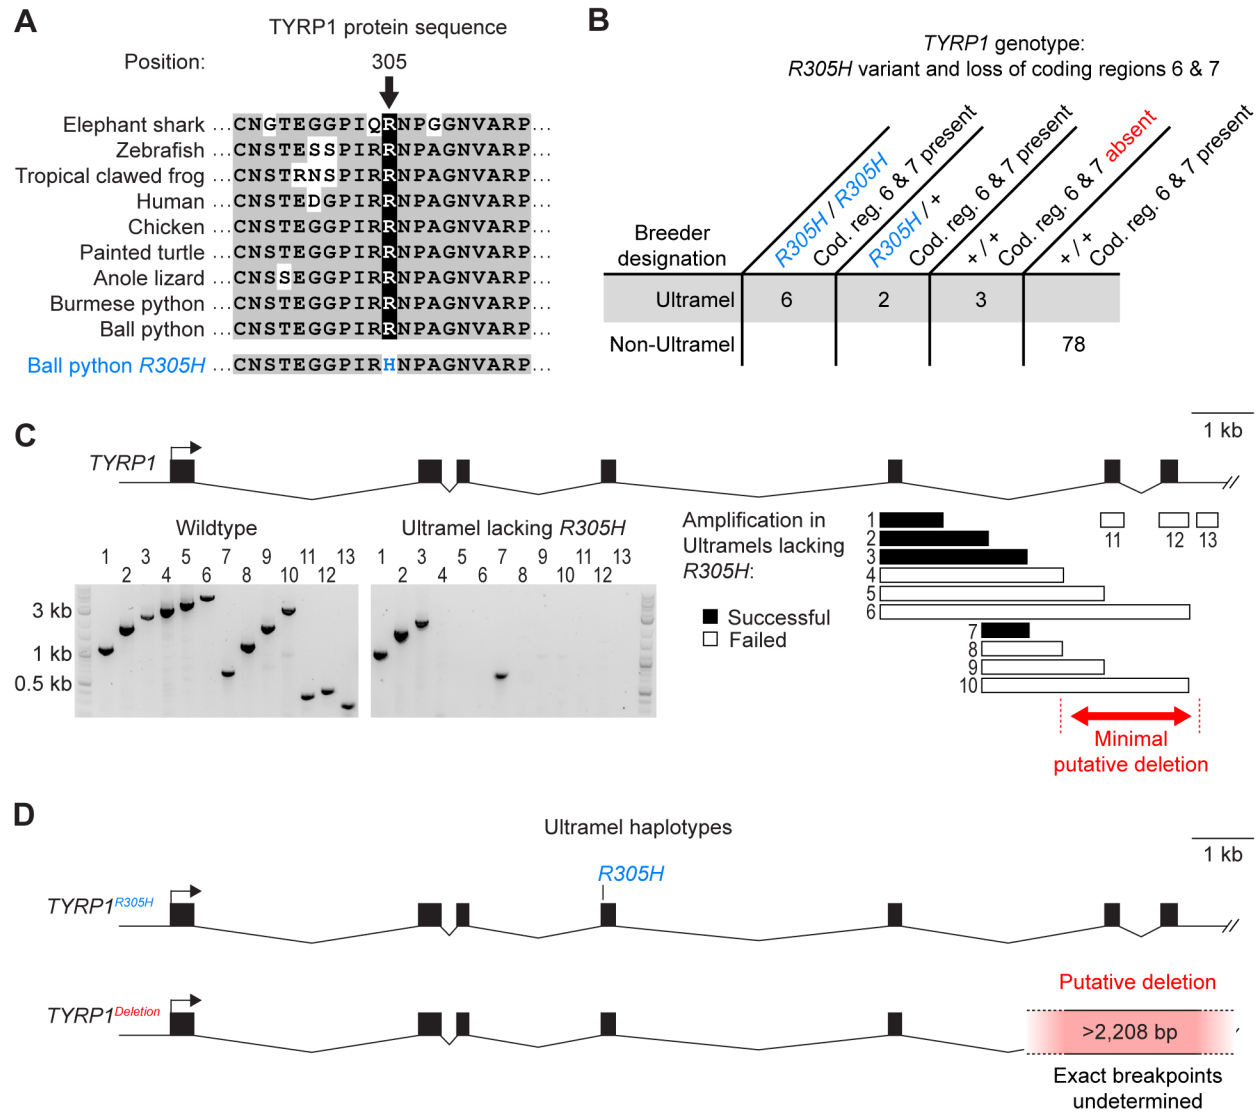 A
TYRP1 protein sequence
Position:
305
Elephant shark ...CNGTEGGPIQRNPGGNVARP...
Zebrafish ...CNSTESSPIRRNPAGNVARP...
Tropical clawed frog ...CNSTRNSPIRRNPAGNVARP...
Human ...CNSTEDGPIRRNPAGNVARP...
Chicken ...CNSTEGGPIRRNPAGNVARP...
Painted turtle ...CNSTEGGPIRRNPAGNVARP...
Anole lizard ...CNSSEGGPIRRNPAGNVARP...
Burmese python ...CNSTEGGPIRRNPAGNVARP...
Ball python ...CNSTEGGPIRRNPAGNVARP...
Ball python R305H ...CNSTEGGPIRHNPAGNVARP...
B
TYRP1 genotype:
R305H variant and loss of coding regions 6 & 7
R305H / R305H
Cod. reg. 6 & 7 present
R305H / +
Cod. reg. 6 & 7 present
+ / +
Cod. reg. 6 & 7 absent
+ / +
Cod. reg. 6 & 7 present
Breeder
designation
Ultramel 6 2 3
Non-Ultramel 78
C
1 kb
TYRP1
Wildtype
1 3 5 7 9 11 13
2 4 6 8 10 12
3 kb
1 kb
0.5 kb
Ultramel lacking R305H
1 3 5 7 9 11 13
2 4 6 8 10 12
Amplification in
Ultramels lacking
R305H:
Successful
Failed
1
2
3
4
5
6
7
8
9
10
11 12 13
Minimal
putative deletion
D
Ultramel haplotypes
1 kb
R305H
TYRP1R305H
TYRP1Deletion
Putative deletion
>2,208 bp
Exact breakpoints
undetermined